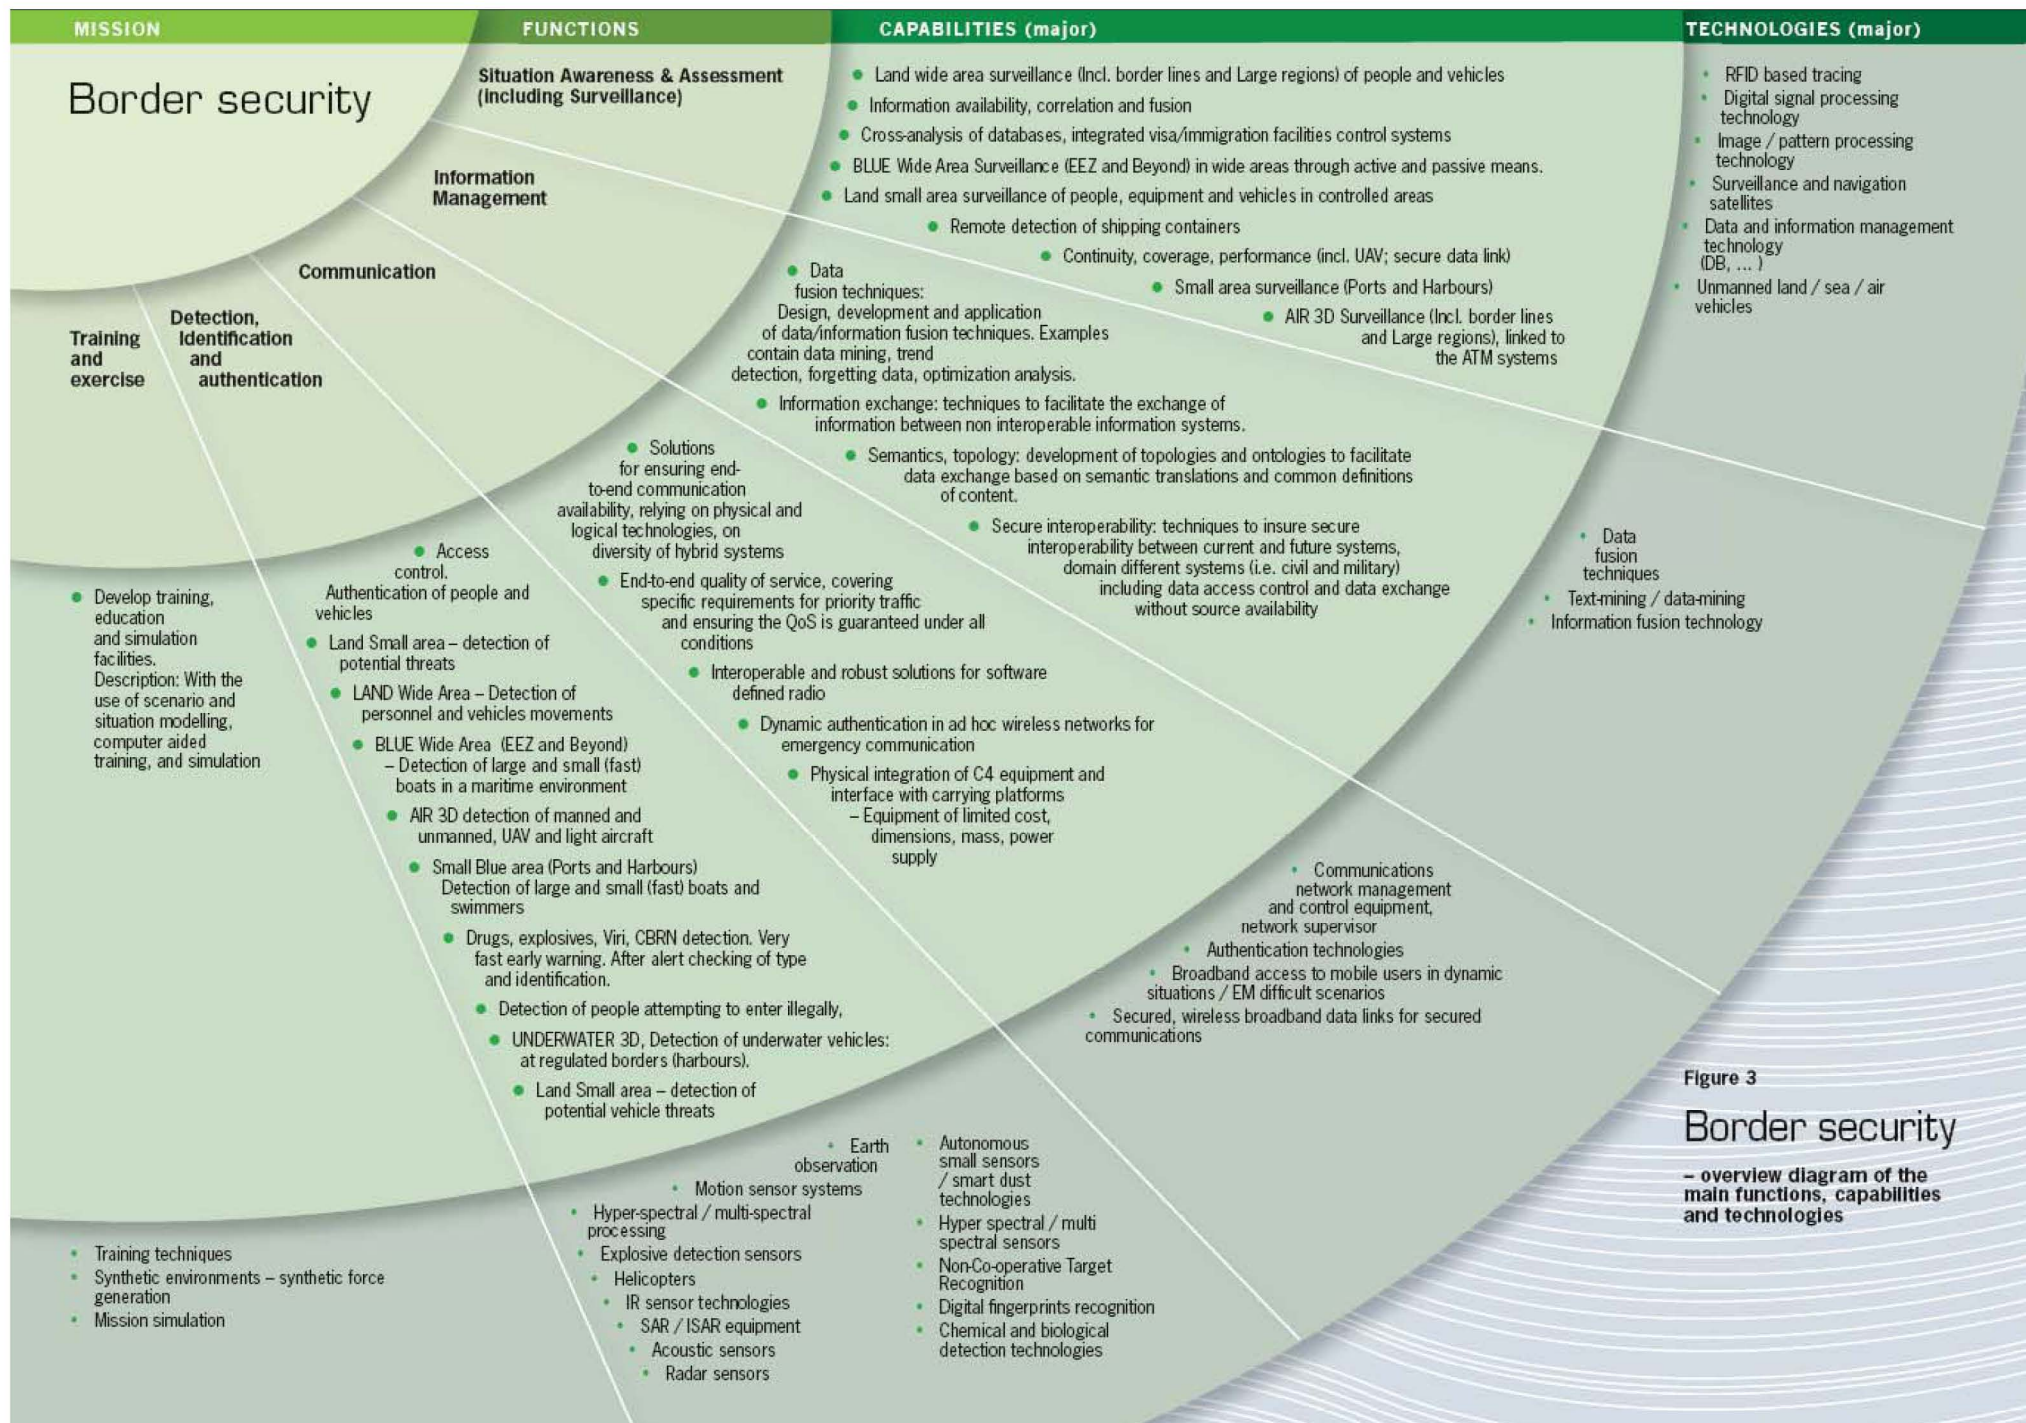 MISSION
FUNCTIONS
CAPABILITIES (major)
TECHNOLOGIES (major)
Border security
Situation Awareness & Assessment
(including Surveillance)
Information
Management
Communication
Detection,
Identification
and
authentication
Training
and
exercise
● Land wide area surveillance (Incl. border lines and Large regions) of people and vehicles
● Information availability, correlation and fusion
● Cross-analysis of databases, integrated visa/immigration facilities control systems
● BLUE Wide Area Surveillance (EEZ and Beyond) in wide areas through active and passive means.
● Land small area surveillance of people, equipment and vehicles in controlled areas
● Remote detection of shipping containers
● Continuity, coverage, performance (incl. UAV; secure data link)
● Small area surveillance (Ports and Harbours)
● AIR 3D Surveillance (Incl. border lines
and Large regions), linked to
the ATM systems
• RFID based tracing
• Digital signal processing
technology
• Image / pattern processing
technology
• Surveillance and navigation
satellites
• Data and information management
technology
(DB, ... )
• Unmanned land / sea / air
vehicles
● Data
fusion techniques:
Design, development and application
of data/information fusion techniques. Examples
contain data mining, trend
detection, forgetting data, optimization analysis.
● Information exchange: techniques to facilitate the exchange of
information between non interoperable information systems.
● Semantics, topology: development of topologies and ontologies to facilitate
data exchange based on semantic translations and common definitions
of content.
● Secure interoperability: techniques to insure secure
interoperability between current and future systems,
domain different systems (i.e. civil and military)
including data access control and data exchange
without source availability
• Data
fusion
techniques
• Text-mining / data-mining
• Information fusion technology
● Solutions
for ensuring end-
to-end communication
availability, relying on physical and
logical technologies, on
diversity of hybrid systems
● End-to-end quality of service, covering
specific requirements for priority traffic
and ensuring the QoS is guaranteed under all
conditions
● Interoperable and robust solutions for software
defined radio
● Dynamic authentication in ad hoc wireless networks for
emergency communication
● Physical integration of C4 equipment and
interface with carrying platforms
– Equipment of limited cost,
dimensions, mass, power
supply
• Communications
network management
and control equipment,
network supervisor
• Authentication technologies
• Broadband access to mobile users in dynamic
situations / EM difficult scenarios
• Secured, wireless broadband data links for secured
communications
● Access
control.
Authentication of people and
vehicles
● Land Small area – detection of
potential threats
● LAND Wide Area – Detection of
personnel and vehicles movements
● BLUE Wide Area (EEZ and Beyond)
– Detection of large and small (fast)
boats in a maritime environment
● AIR 3D detection of manned and
unmanned, UAV and light aircraft
● Small Blue area (Ports and Harbours)
Detection of large and small (fast) boats and
swimmers
● Drugs, explosives, Viri, CBRN detection. Very
fast early warning. After alert checking of type
and identification.
● Detection of people attempting to enter illegally,
● UNDERWATER 3D, Detection of underwater vehicles:
at regulated borders (harbours).
● Land Small area – detection of
potential vehicle threats
• Earth
observation
• Motion sensor systems
• Hyper-spectral / multi-spectral
processing
• Explosive detection sensors
• Helicopters
• IR sensor technologies
• SAR / ISAR equipment
• Acoustic sensors
• Radar sensors
• Autonomous
small sensors
/ smart dust
technologies
• Hyper spectral / multi
spectral sensors
• Non-Co-operative Target
Recognition
• Digital fingerprints recognition
• Chemical and biological
detection technologies
● Develop training,
education
and simulation
facilities.
Description: With the
use of scenario and
situation modelling,
computer aided
training, and simulation
• Training techniques
• Synthetic environments – synthetic force
generation
• Mission simulation
Figure 3
Border security
– overview diagram of the
main functions, capabilities
and technologies